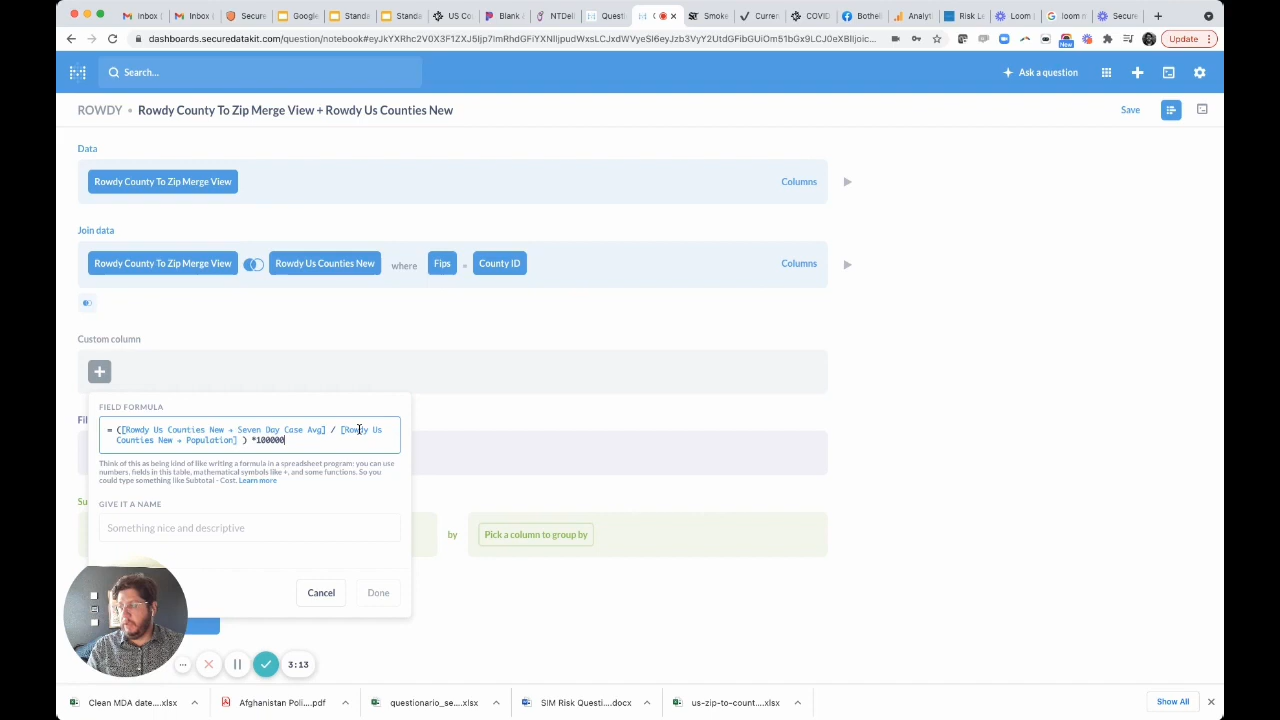 Inbox (
Inbox (
Secure
Google
Standa
Standa
US Co
Blank A
NTDeli
Questi
(
Smoke
Curren
COVID
Bothell
Analyti
Risk Le
Loom |
loom n
Secure
dashboards.securedatakit.com/question/notebook#
New
Update
Search...
Ask a question
ROWDY • Rowdy County To Zip Merge View + Rowdy Us Counties New
Save
Data
Rowdy County To Zip Merge View
Columns
Join data
Rowdy County To Zip Merge View
Rowdy Us Counties New
where
Fips
=
County ID
Columns
Custom column
FIELD FORMULA
= ([Rowdy Us Counties New → Seven Day Case Avg] / [Rowdy Us
Counties New → Population] ) *100000
Think of this as being kind of like writing a formula in a spreadsheet program: you can use
numbers, fields in this table, mathematical symbols like +, and some functions. So you
could type something like Subtotal - Cost. Learn more
GIVE IT A NAME
Something nice and descriptive
by
Pick a column to group by
Cancel
Done
3:13
Clean MDA date....xlsx
Afghanistan Poli....pdf
questionario_se....xlsx
SIM Risk Questi....docx
us-zip-to-count....xlsx
Show All